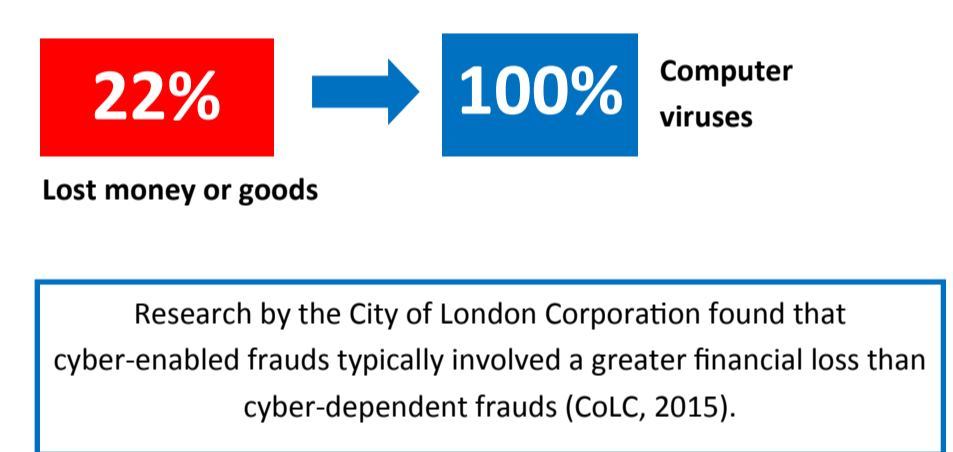 22%
100%
Computer
viruses
Lost money or goods
Research by the City of London Corporation found that
cyber-enabled frauds typically involved a greater financial loss than
cyber-dependent frauds (CoLC, 2015).